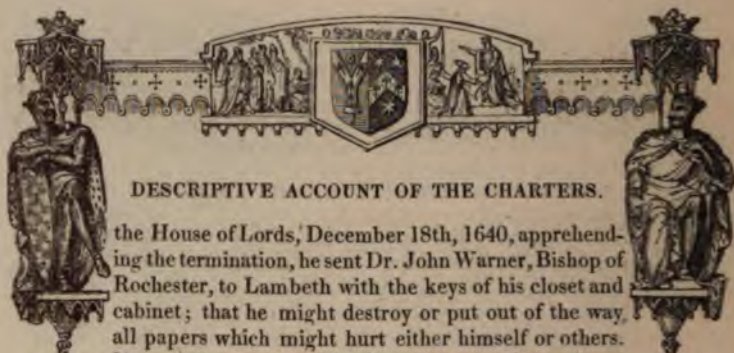 DESCRIPTIVE ACCOUNT OF THE CHARTERS.
the House of Lords, December 18th, 1640, apprehend-
ing the termination, he sent Dr. John Warner, Bishop of
Rochester, to Lambeth with the keys of his closet and
cabinet; that he might destroy or put out of the way,
all papers which might hurt either himself or others.